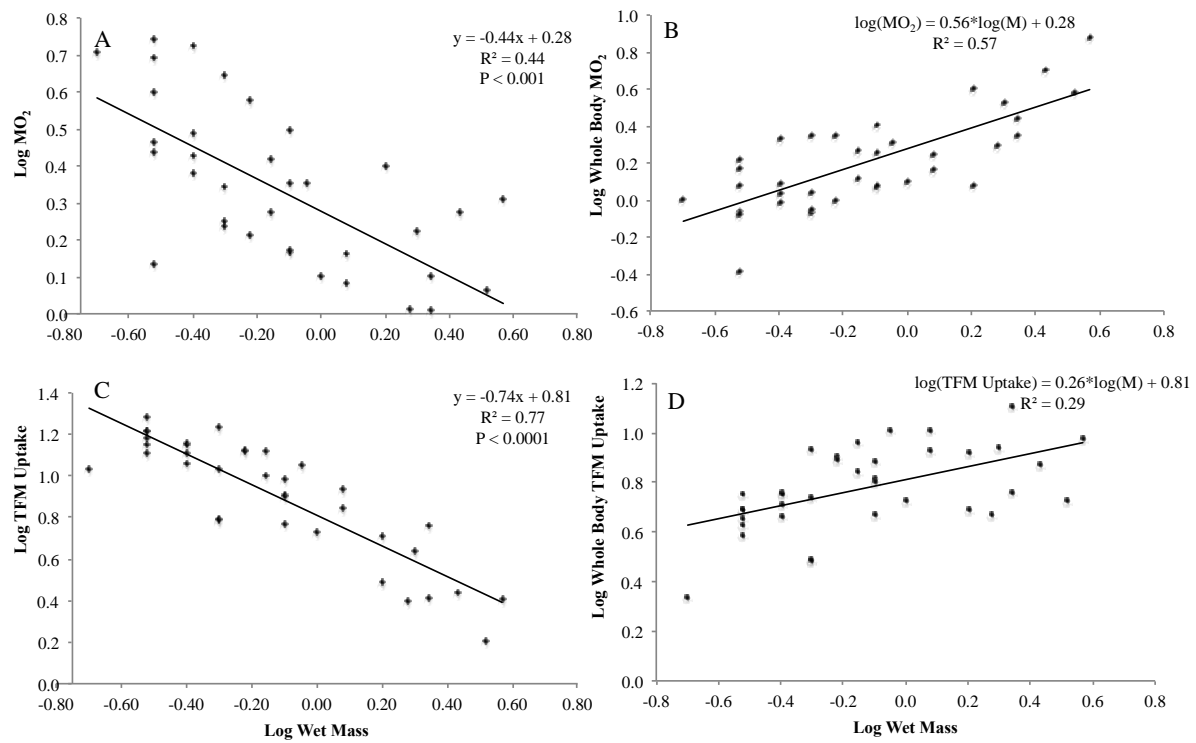 A
y = -0.44x + 0.28
R² = 0.44
P < 0.001
Log MO₂
0.8
0.7
0.6
0.5
0.4
0.3
0.2
0.1
0.0
-0.80 -0.60 -0.40 -0.20 0.00 0.20 0.40 0.60 0.80
B
log(MO₂) = 0.56*log(M) + 0.28
R² = 0.57
Log Whole Body MO₂
1.0
0.8
0.6
0.4
0.2
0.0
-0.2
-0.4
-0.6
-0.8 -0.6 -0.4 -0.2 0.0 0.2 0.4 0.6 0.8
C
y = -0.74x + 0.81
R² = 0.77
P < 0.0001
Log TFM Uptake
1.4
1.2
1.0
0.8
0.6
0.4
0.2
0.0
-0.80 -0.60 -0.40 -0.20 0.00 0.20 0.40 0.60 0.80
Log Wet Mass
D
log(TFM Uptake) = 0.26*log(M) + 0.81
R² = 0.29
Log Whole Body TFM Uptake
1.2
1.0
0.8
0.6
0.4
0.2
0.0
-0.8 -0.6 -0.4 -0.2 0.0 0.2 0.4 0.6 0.8
Log Wet Mass